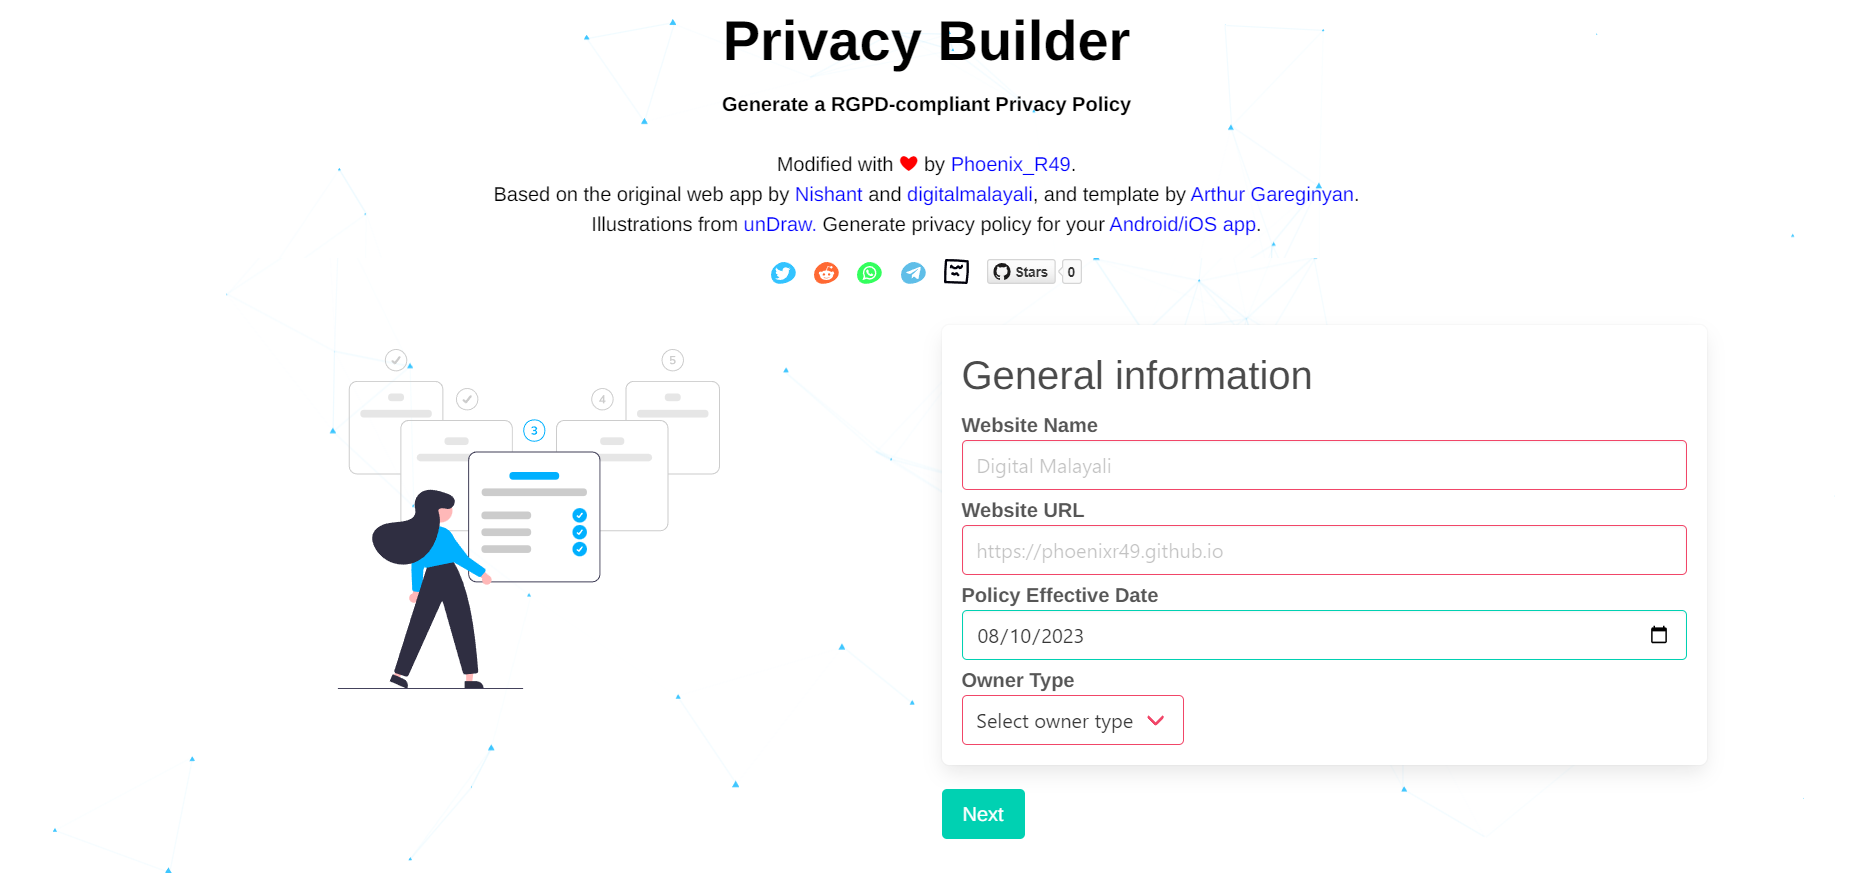 Privacy Builder
Generate a RGPD-compliant Privacy Policy
Modified with by Phoenix_R49.
Based on the original web app by Nishant and digitalmalayali, and template by Arthur Gareginyan.
Illustrations from unDraw. Generate privacy policy for your Android/iOS app.
Stars 0
5
4
3
General information
Website Name
Digital Malayali
Website URL
https://phoenixr49.github.io
Policy Effective Date
08/10/2023
Owner Type
Select owner type
Next